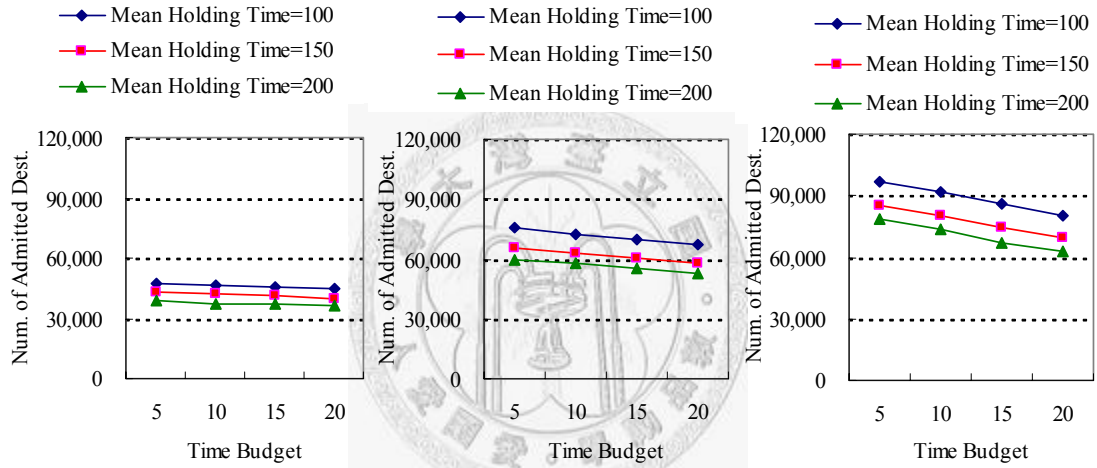 Mean Holding Time=100
Mean Holding Time=150
Mean Holding Time=200
Num. of Admitted Dest.
120,000
90,000
60,000
30,000
0
5 10 15 20
Time Budget
Mean Holding Time=100
Mean Holding Time=150
Mean Holding Time=200
Num. of Admitted Dest.
120,000
90,000
60,000
30,000
0
5 10 15 20
Time Budget
Mean Holding Time=100
Mean Holding Time=150
Mean Holding Time=200
Num. of Admitted Dest.
120,000
90,000
60,000
30,000
0
5 10 15 20
Time Budget